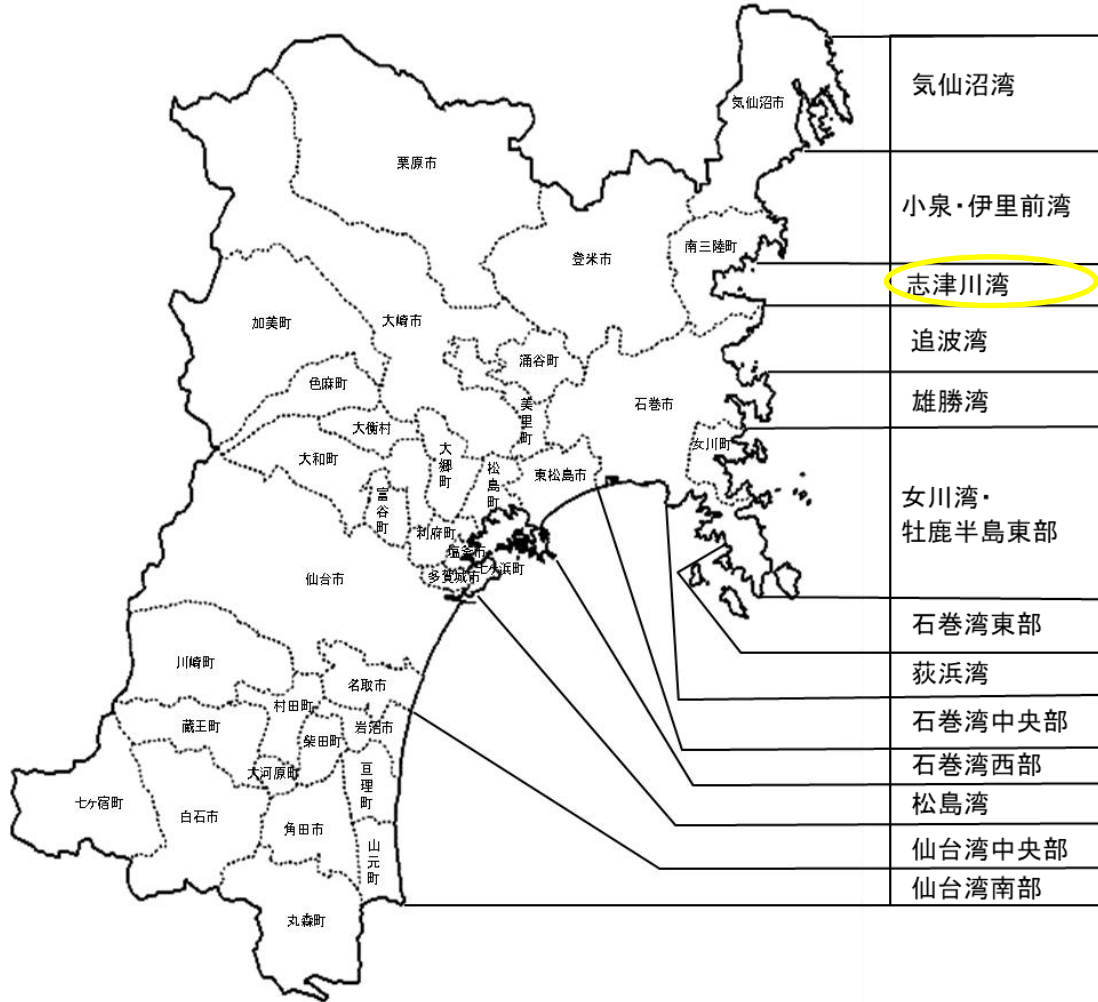 気仙沼湾
小泉・伊里前湾
志津川湾
追波湾
雄勝湾
女川湾・
牡鹿半島東部
石巻湾東部
荻浜湾
石巻湾中央部
石巻湾西部
松島湾
仙台湾中央部
仙台湾南部
気仙沼市
栗原市
南三陸町
登米市
加美町
大崎市
涌谷町
色麻町
美里町
石巻市
大衡村
大郷町
女川町
大和町
松島町
東松島市
富谷町
利府町
塩釜市
七ヶ浜町
多賀城市
仙台市
川崎町
名取市
村田町
蔵王町
柴田町
岩沼市
大河原町
亘理町
七ヶ宿町
白石市
角田市
山元町
丸森町